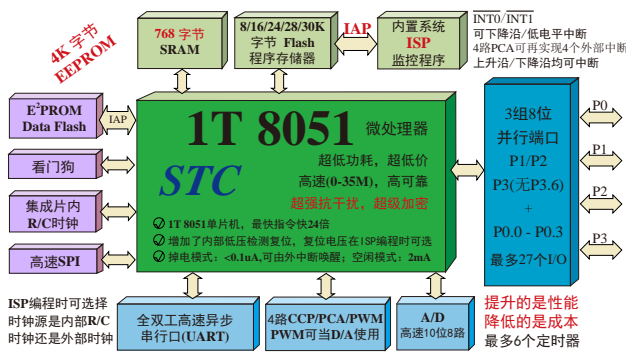 4K 字节
EEPROM
768 字节
SRAM
8/16/24/28/30K
字节 Flash
程序存储器
IAP
内置系统
ISP
监控程序
INT0/INT1
可下降沿/低电平中断
4路PCA可再实现4个外部中断
上升沿/下降沿均可中断
E²PROM
Data Flash
IAP
看门狗
集成片内
R/C时钟
高速SPI
1T 8051 微处理器
STC
超低功耗，超低价
高速(0-35M)，高可靠
超强抗干扰，超级加密
1T 8051单片机，最快指令快24倍
增加了内部低压检测复位，复位电压在ISP编程时可选
掉电模式：<0.1uA,可由外中断唤醒；空闲模式：2mA
3组8位
并行端口
P1/P2
P3(无P3.6)
+
P0.0 - P0.3
最多27个I/O
P0
P1
P2
P3
ISP编程时可选择
时钟源是内部R/C
时钟还是外部时钟
全双工高速异步
串行口(UART)
4路CCP/PCA/PWM
PWM可当D/A使用
A/D
高速10位8路
提升的是性能
降低的是成本
最多6个定时器